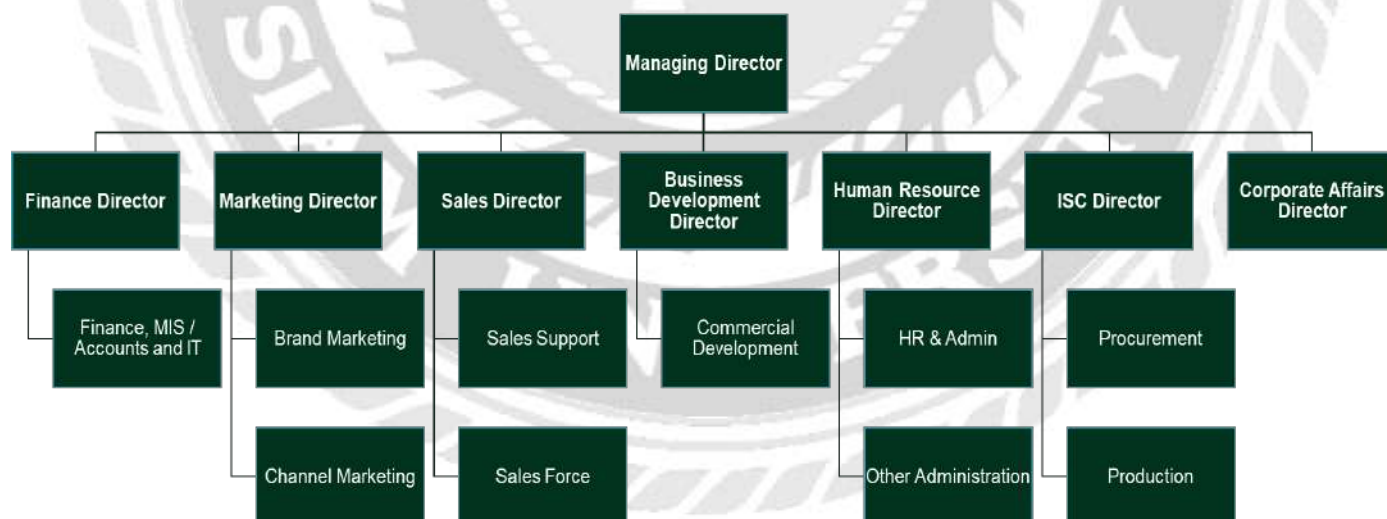 Managing Director
Finance Director
Marketing Director
Sales Director
Business
Development
Director
Human Resource
Director
ISC Director
Corporate Affairs
Director
Finance, MIS /
Accounts and IT
Brand Marketing
Sales Support
Commercial
Development
HR & Admin
Procurement
Channel Marketing
Sales Force
Other Administration
Production